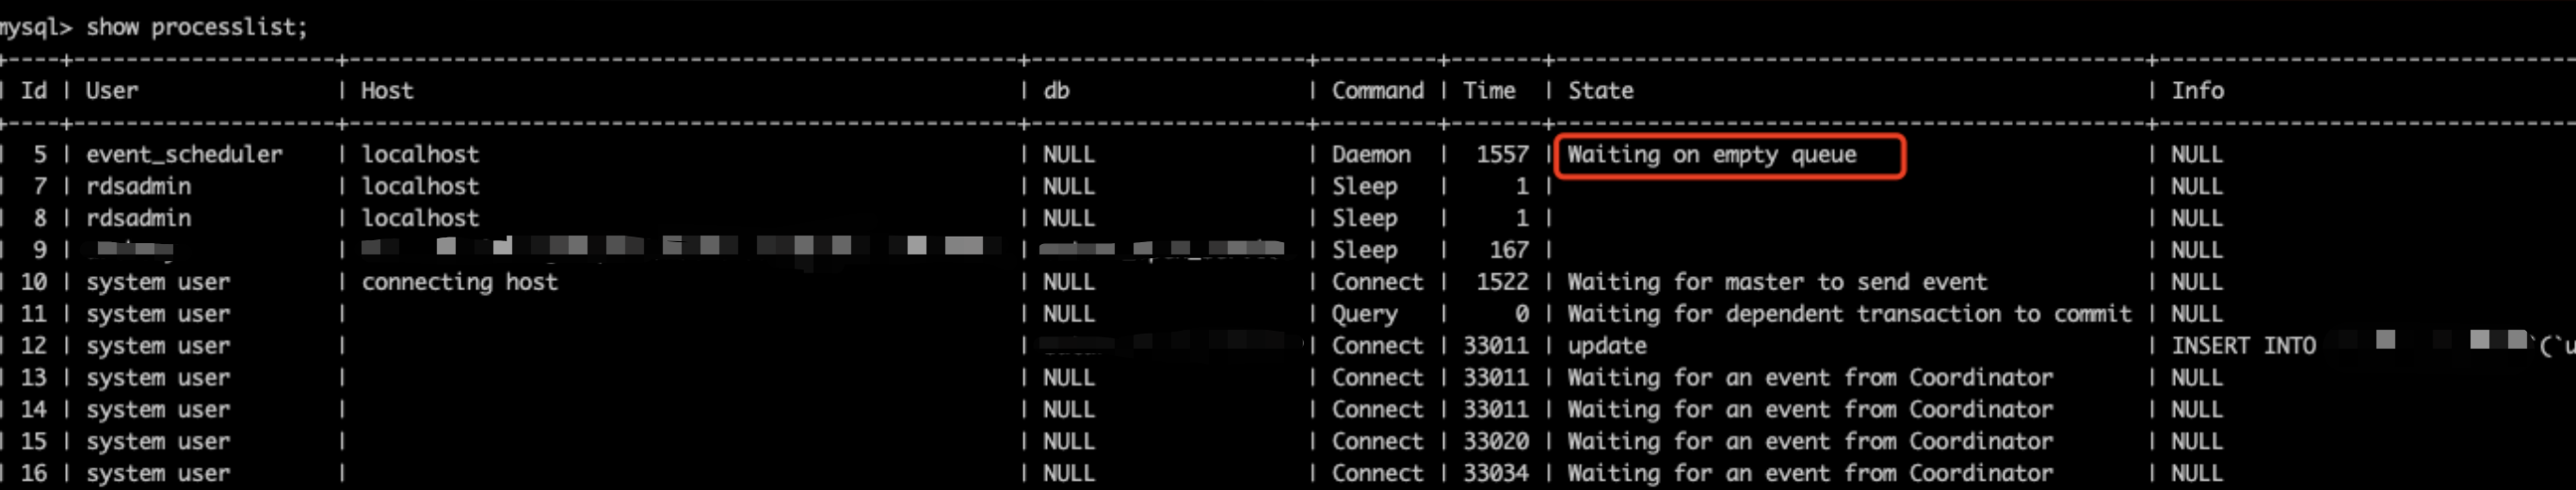 mysql> show processlist;
+----+-----------------+------------------------------------------+------------------+---------+-------+--------------------------------------+
| Id | User | Host | db | Command | Time | State | Info
+----+-----------------+------------------------------------------+------------------+---------+-------+--------------------------------------+
| 5 | event_scheduler | localhost | NULL | Daemon | 1557 | Waiting on empty queue | NULL
| 7 | rdsadmin | localhost | NULL | Sleep | 1 | | NULL
| 8 | rdsadmin | localhost | NULL | Sleep | 1 | | NULL
| 9 | | | Sleep | 167 | | NULL
| 10 | system user | connecting host | NULL | Connect | 1522 | Waiting for master to send event | NULL
| 11 | system user | | NULL | Query | 0 | Waiting for dependent transaction to commit | NULL
| 12 | system user | | | Connect | 33011 | update | INSERT INTO `(`u
| 13 | system user | | NULL | Connect | 33011 | Waiting for an event from Coordinator | NULL
| 14 | system user | | NULL | Connect | 33011 | Waiting for an event from Coordinator | NULL
| 15 | system user | | NULL | Connect | 33020 | Waiting for an event from Coordinator | NULL
| 16 | system user | | NULL | Connect | 33034 | Waiting for an event from Coordinator | NULL